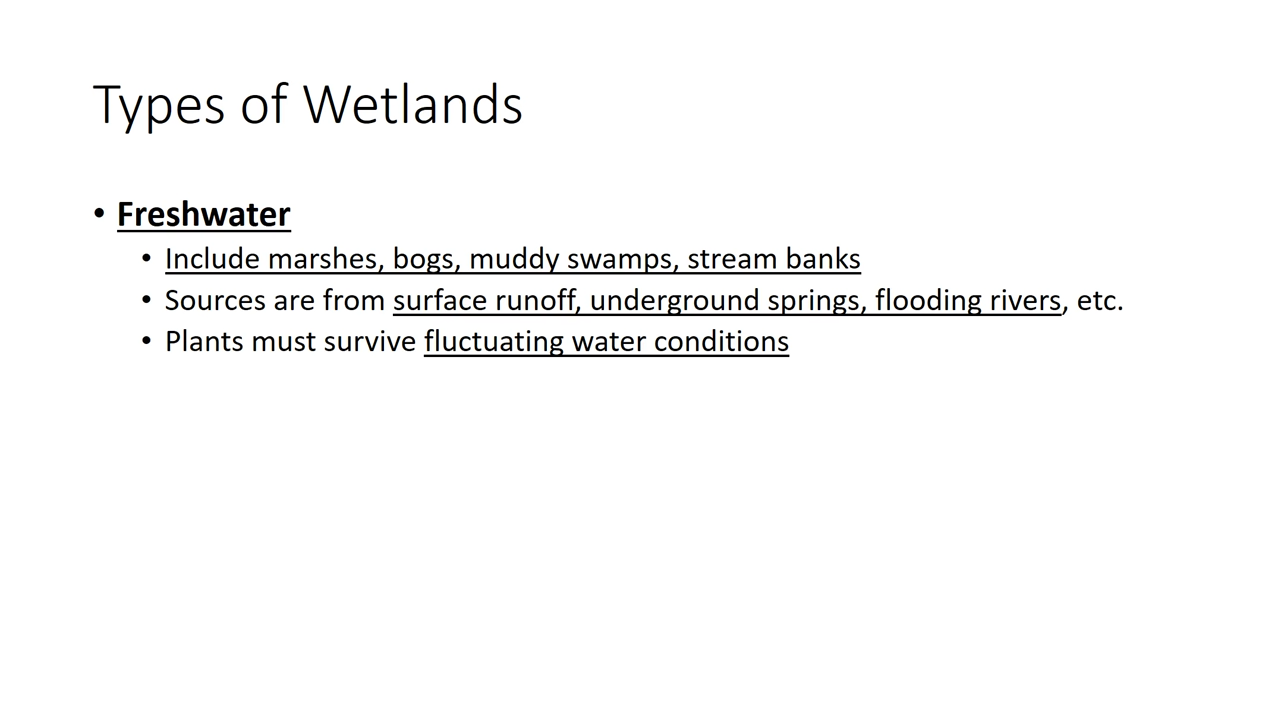 Types of Wetlands
• Freshwater
• Include marshes, bogs, muddy swamps, stream banks
• Sources are from surface runoff, underground springs, flooding rivers, etc.
• Plants must survive fluctuating water conditions